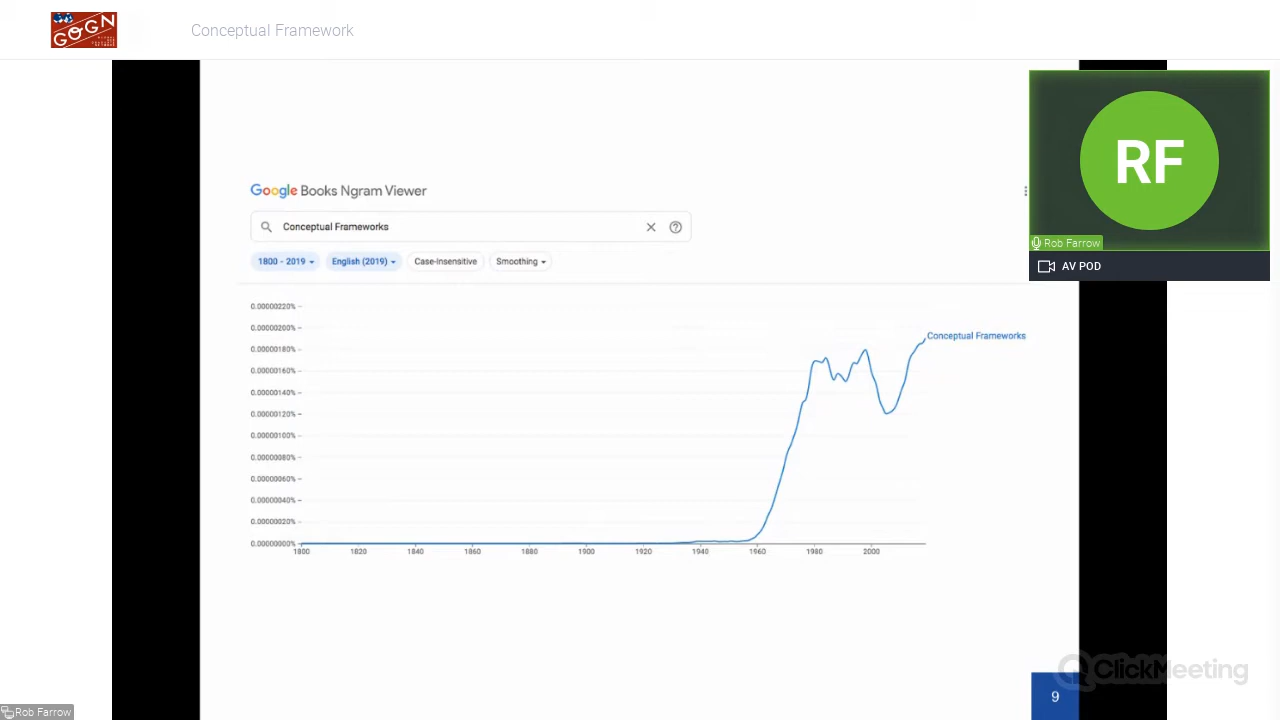 GOGN
Conceptual Framework
RF
Rob Farrow
AV POD
Google Books Ngram Viewer
Conceptual Frameworks
1800 - 2019
English (2019)
Case-Insensitive
Smoothing
0.00000220%
0.00000200%
0.00000180%
0.00000160%
0.00000140%
0.00000120%
0.00000100%
0.00000080%
0.00000060%
0.00000040%
0.00000020%
0.00000000%
1800 1820 1840 1860 1880 1900 1920 1940 1960 1980 2000
Conceptual Frameworks
ClickMeeting
9
Rob Farrow